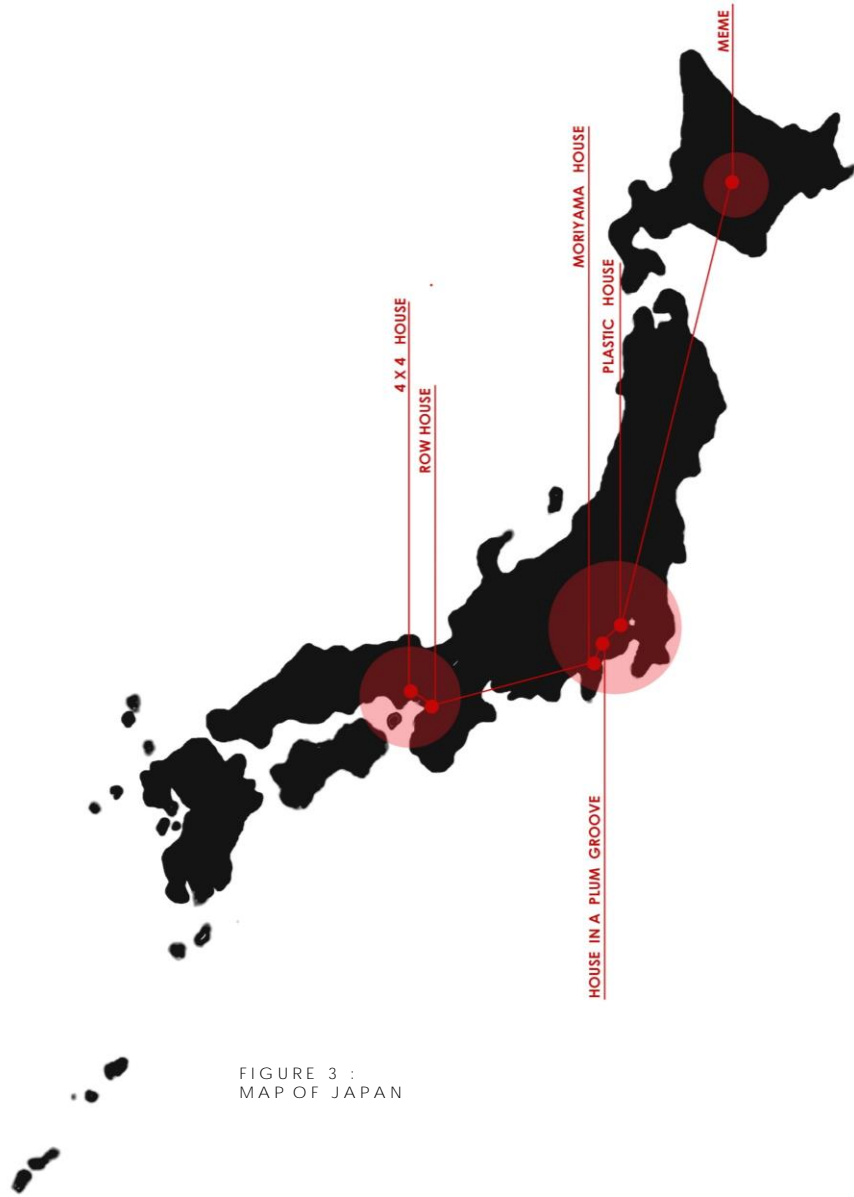 MEME
MORIYAMA HOUSE
PLASTIC HOUSE
4 X 4 HOUSE
ROW HOUSE
HOUSE IN A PLUM GROOVE
FIGURE 3 :
MAP OF JAPAN